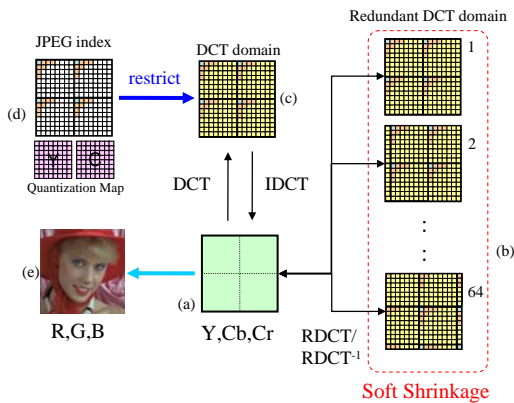 Redundant DCT domain
JPEG index
DCT domain
1
restrict
(d)
(c)
Y
C
Quantization Map
2
DCT
IDCT
:
:
(b)
(e)
(a)
64
R,G,B
Y,Cb,Cr
RDCT/
RDCT-1
Soft Shrinkage